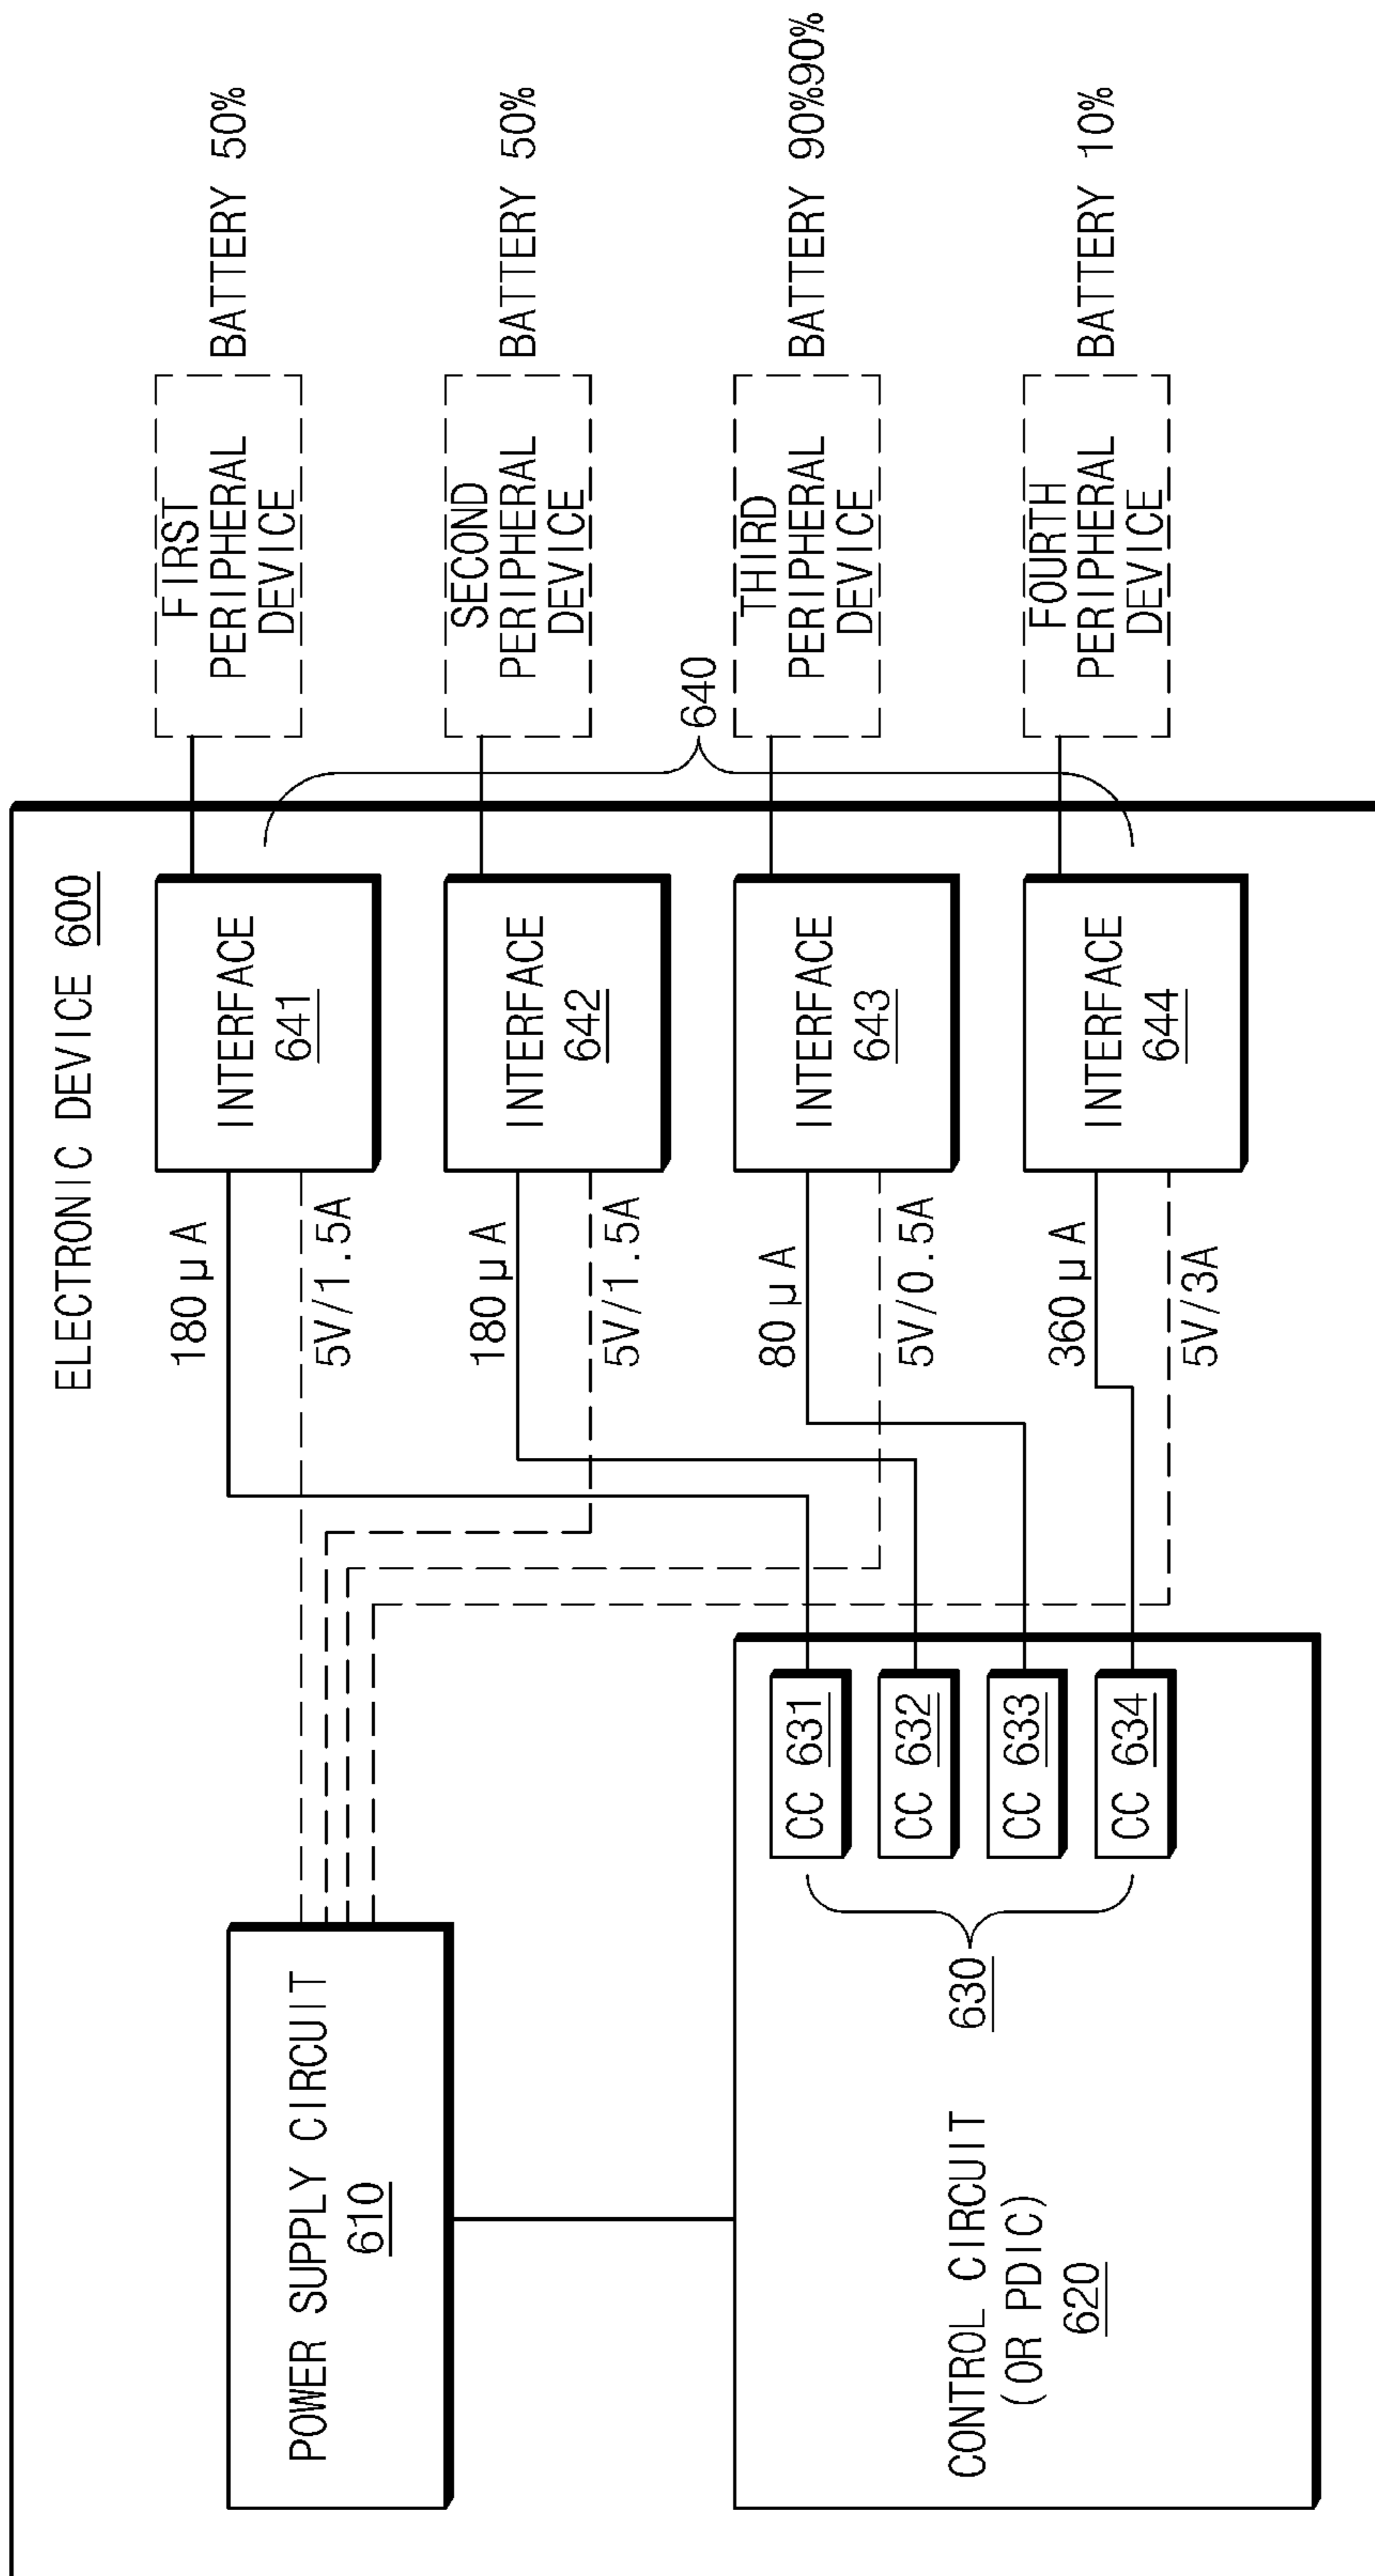 ELECTRONIC DEVICE 600
POWER SUPPLY CIRCUIT
610
CONTROL CIRCUIT
(OR PDIC)
620
630
CC 631
CC 632
CC 633
CC 634
180μA
5V/1.5A
180μA
5V/1.5A
80μA
5V/0.5A
360μA
5V/3A
INTERFACE
641
INTERFACE
642
INTERFACE
643
INTERFACE
644
640
FIRST
PERIPHERAL
DEVICE
BATTERY 50%
SECOND
PERIPHERAL
DEVICE
BATTERY 50%
THIRD
PERIPHERAL
DEVICE
BATTERY 90%90%
FOURTH
PERIPHERAL
DEVICE
BATTERY 10%